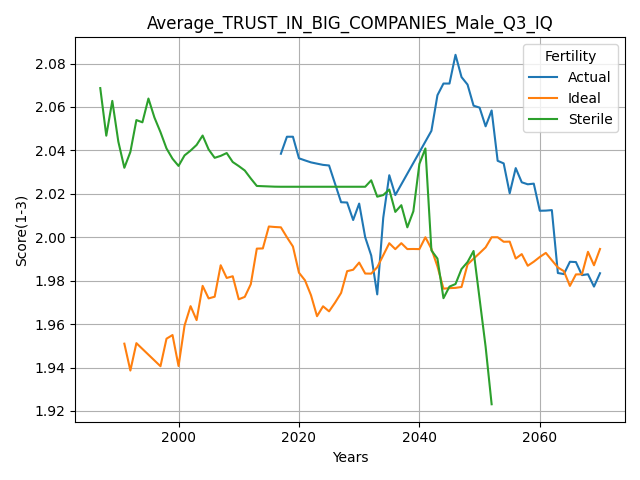 Average_TRUST_IN_BIG_COMPANIES_Male_Q3_IQ
Fertility
Actual
Ideal
Sterile
Score(1-3)
2.08
2.06
2.04
2.02
2.00
1.98
1.96
1.94
1.92
2000 2020 2040 2060
Years